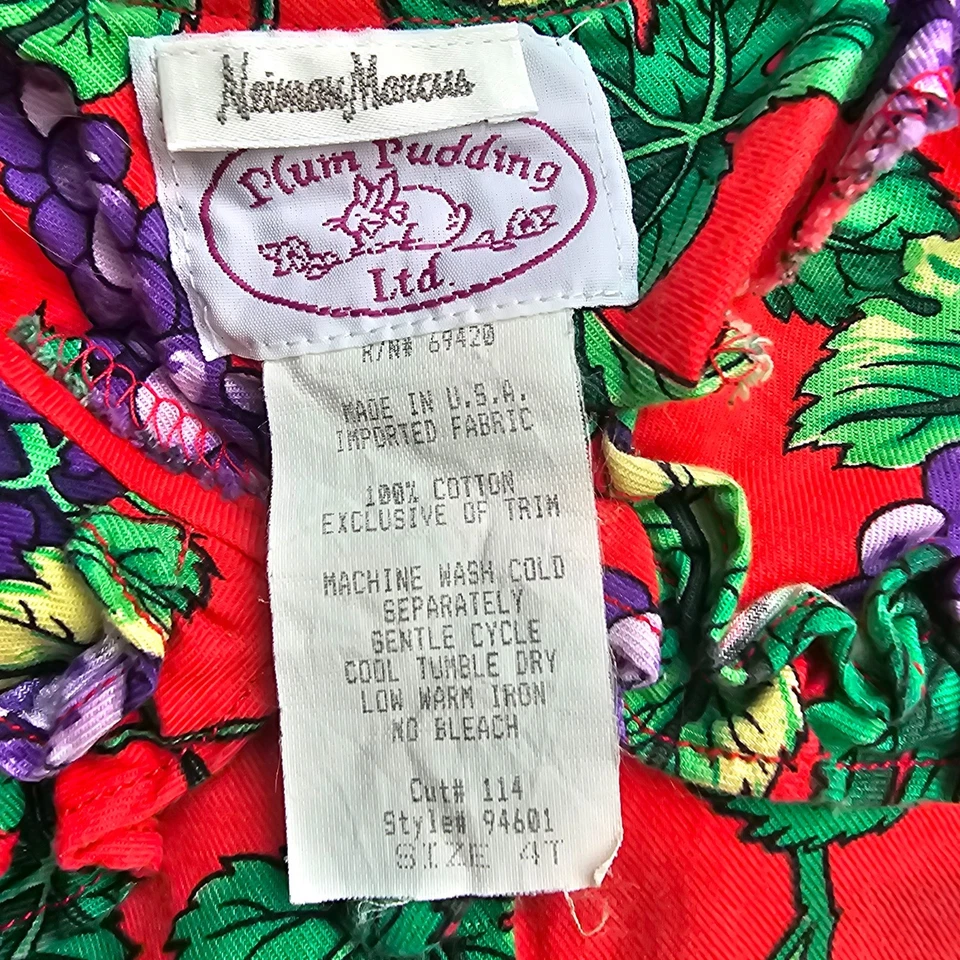 Neiman Marcus
Plum Pudding
Ltd.
R/N# 69420
MADE IN U.S.A.
IMPORTED FABRIC
100% COTTON
EXCLUSIVE OF TRIM
MACHINE WASH COLD
SEPARATELY
GENTLE CYCLE
COOL TUMBLE DRY
LOW WARM IRON
NO BLEACH
Cut# 114
Style# 94601
SIZE 4T